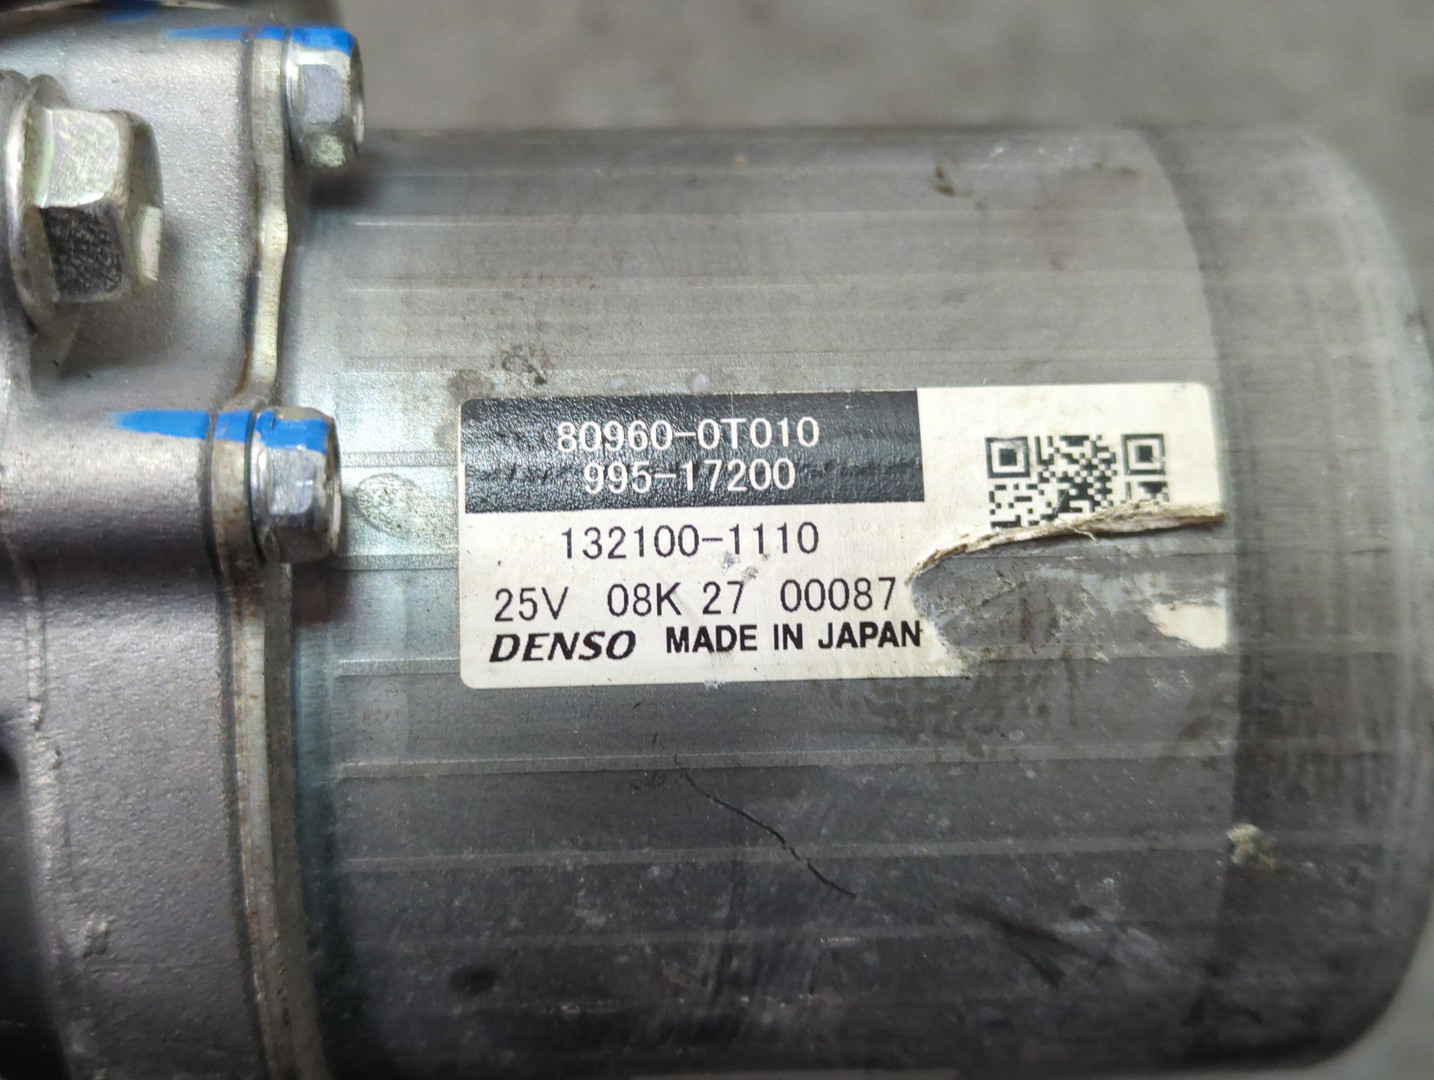 80960-0T010
995-17200
132100-1110
25V 08K 27 00087
DENSO MADE IN JAPAN